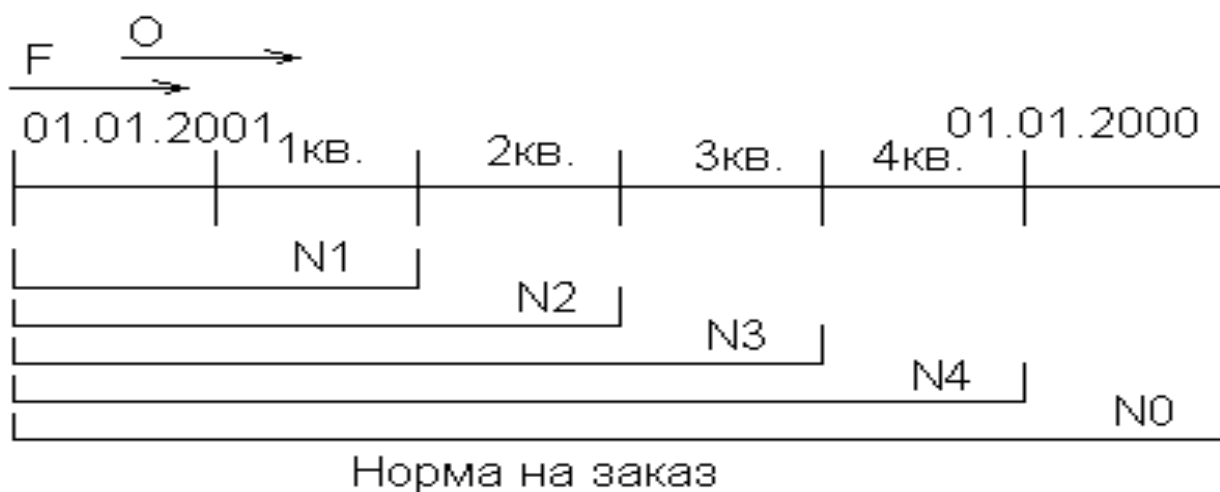 O
F
01.01.2001 1кв. 2кв. 3кв. 4кв. 01.01.2000
N1
N2
N3
N4
N0
Норма на заказ